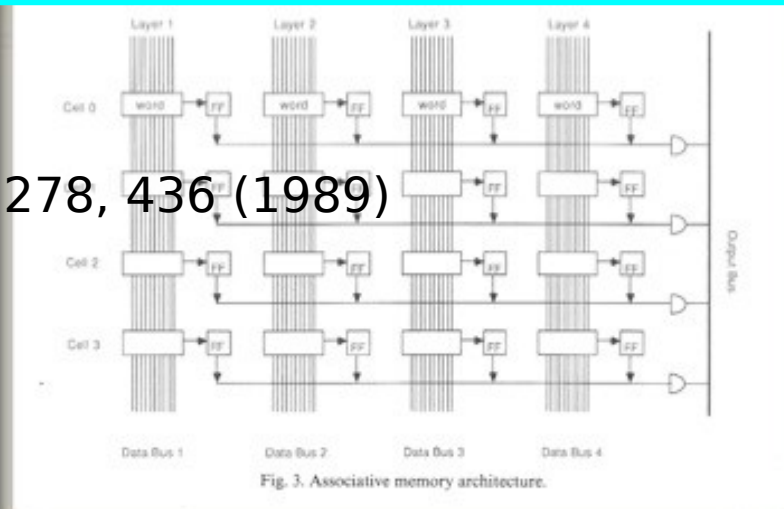 Layer 1 Layer 2 Layer 3 Layer 4
Cell 0 word FF word FF word FF word FF
278, 436 (1989)
FF FF FF FF
Cell 2 FF FF FF FF
Output Bus
Cell 3 FF FF FF FF
Data Bus 1 Data Bus 2 Data Bus 3 Data Bus 4
Fig. 3. Associative memory architecture.